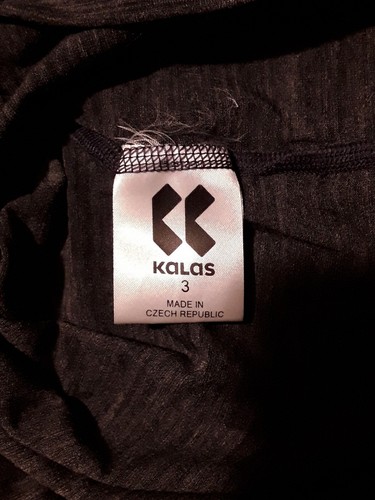 KALAS
3
MADE IN
CZECH REPUBLIC